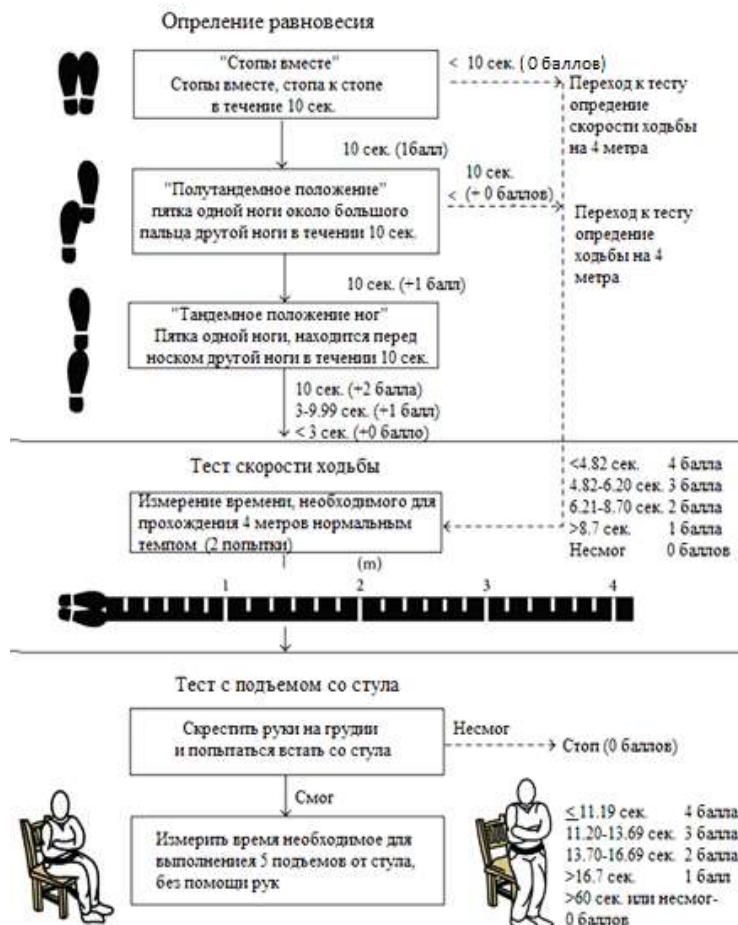 Опреление равновесия
"Стопы вместе"
Стопы вместе, стопа к стопе
в течение 10 сек.
< 10 сек. (0 баллов)
Переход к тесту
опредение
скорости ходьбы
на 4 метра
10 сек. (1балл)
"Полутандемное положение"
пятка одной ноги около большого
пальца другой ноги в течении 10 сек.
10 сек.
< (+ 0 баллов)
Переход к тесту
опредение
ходьбы на 4
метра
10 сек. (+1 балл)
"Тандемное положение ног"
Пятка одной ноги, находится перед
носком другой ноги в течении 10 сек.
10 сек. (+2 балла)
3-9.99 сек. (+1 балл)
< 3 сек. (+0 балло)
Тест скорости ходьбы
Измерение времени, необходимого для
прохождения 4 метров нормальным
темпом (2 попытки)
<4.82 сек. 4 балла
4.82-6.20 сек. 3 балла
6.21-8.70 сек. 2 балла
>8.7 сек. 1 балла
Несмог 0 баллов
(m)
1 2 3 4
Тест с подъемом со стула
Скрестить руки на грудии
и попытаться встать со стула
Несмог
Стоп (0 баллов)
Смог
Измерить время необходимое для
выполнениея 5 подъемов от стула,
без помощи рук
≤11.19 сек. 4 балла
11.20-13.69 сек. 3 балла
13.70-16.69 сек. 2 балла
>16.7 сек. 1 балл
>60 сек. или несмог-
0 баллов